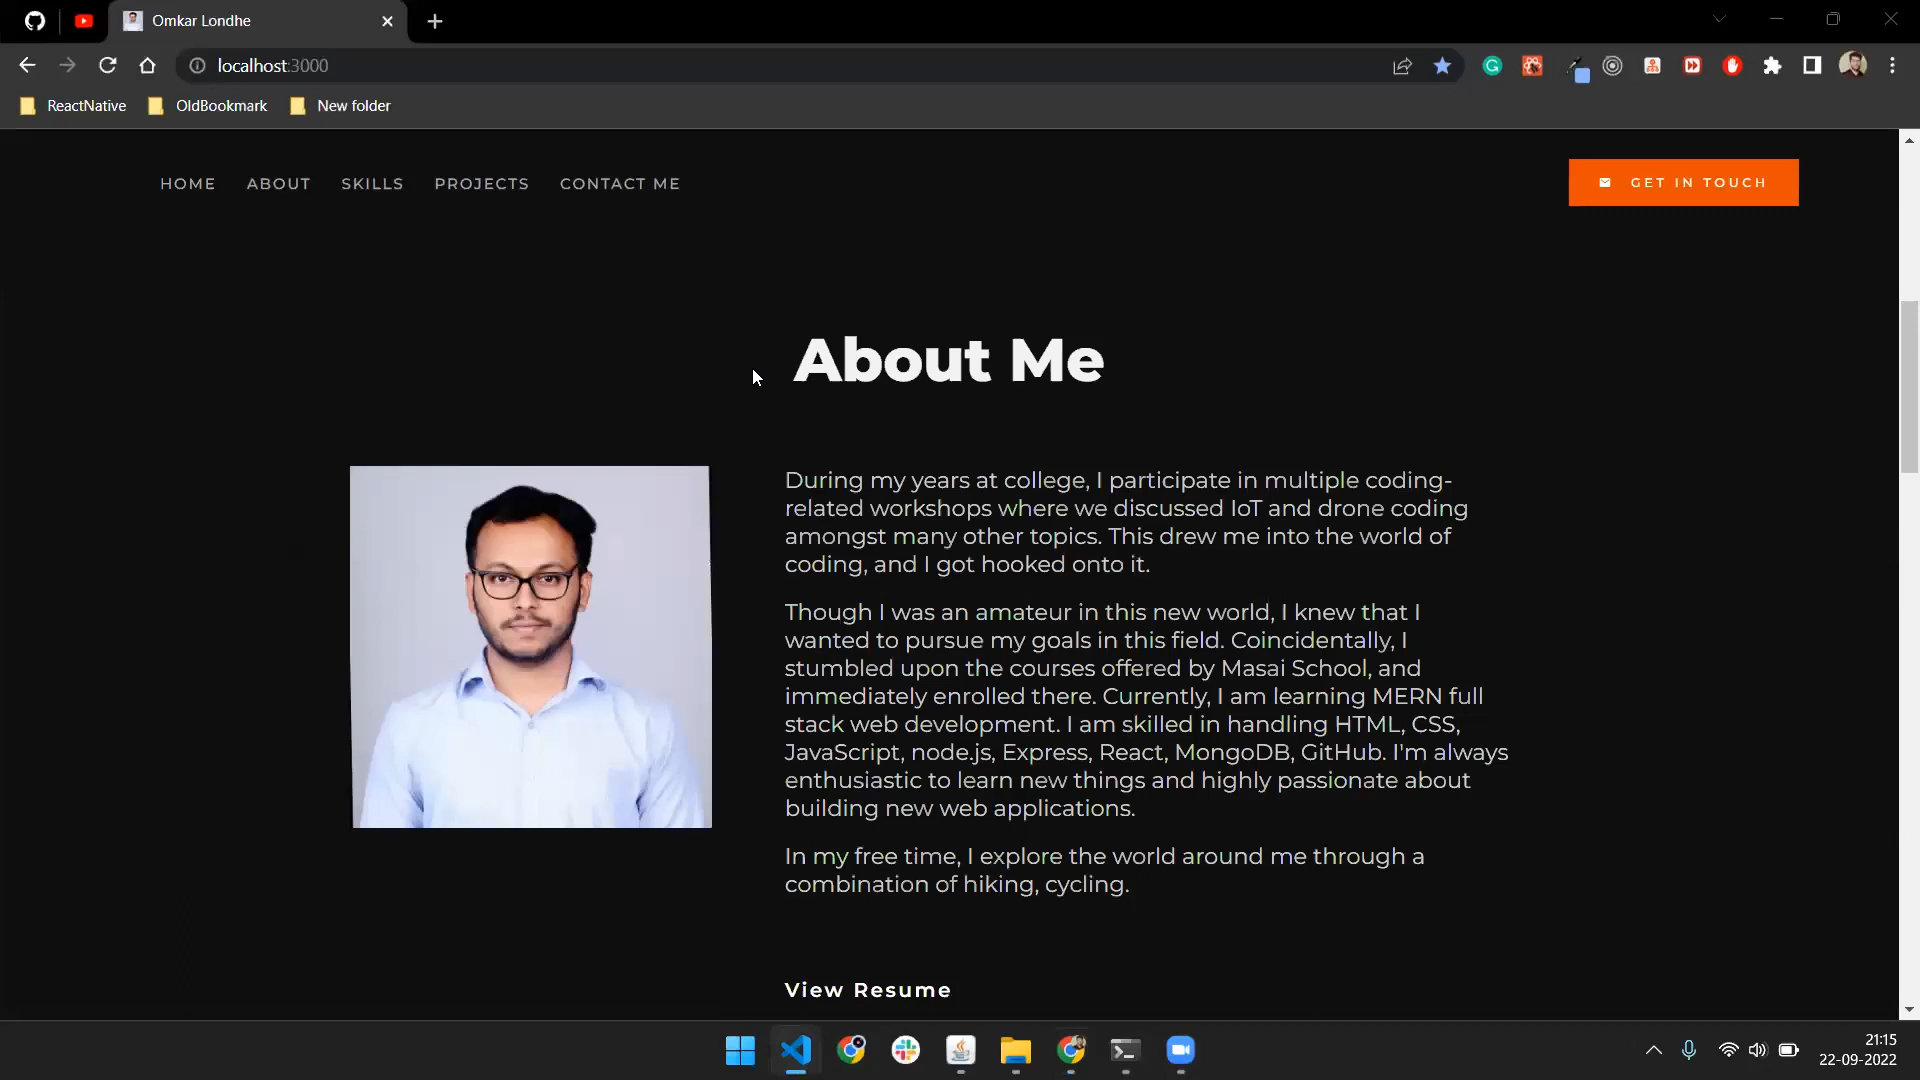 Omkar Londhe
localhost:3000
ReactNative
OldBookmark
New folder
HOME
ABOUT
SKILLS
PROJECTS
CONTACT ME
GET IN TOUCH
About Me
During my years at college, I participate in multiple coding-
related workshops where we discussed IoT and drone coding
amongst many other topics. This drew me into the world of
coding, and I got hooked onto it.
Though I was an amateur in this new world, I knew that I
wanted to pursue my goals in this field. Coincidentally, I
stumbled upon the courses offered by Masai School, and
immediately enrolled there. Currently, I am learning MERN full
stack web development. I am skilled in handling HTML, CSS,
JavaScript, node.js, Express, React, MongoDB, GitHub. I'm always
enthusiastic to learn new things and highly passionate about
building new web applications.
In my free time, I explore the world around me through a
combination of hiking, cycling.
View Resume
21:15
22-09-2022